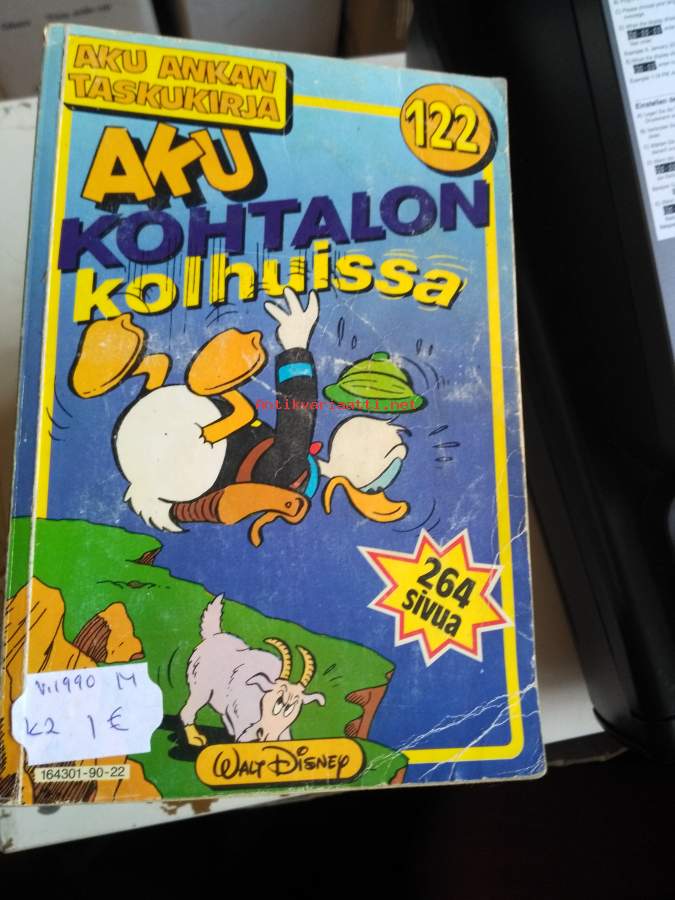 AKU ANKAN
TASKUKIRJA
122
AKU
KOHTALON
kolhuissa
Antikvariaatti.net
264
sivua
V.1990 M
K2 1 €
164301-90-22
WALT DISNEY